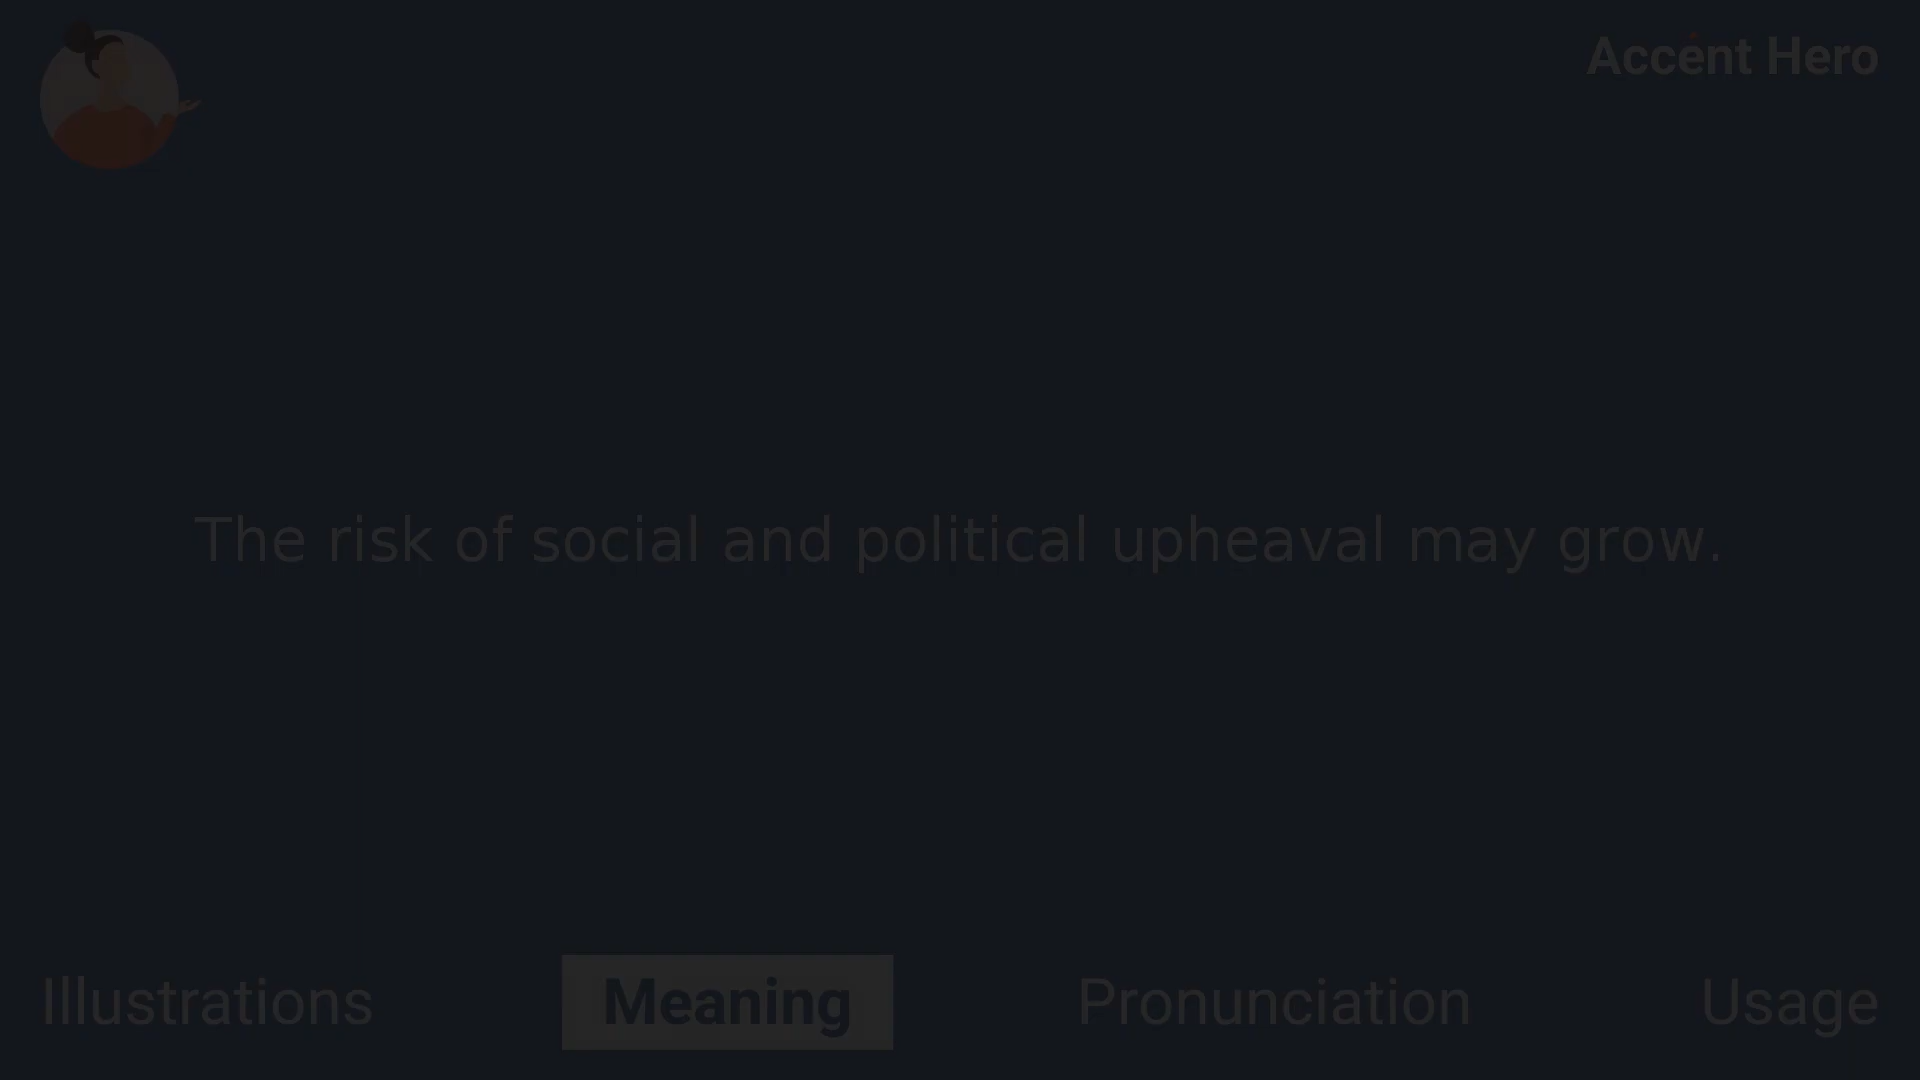 Accent Hero
The risk of social and political upheaval may grow.
Illustrations
Meaning
Pronunciation
Usage